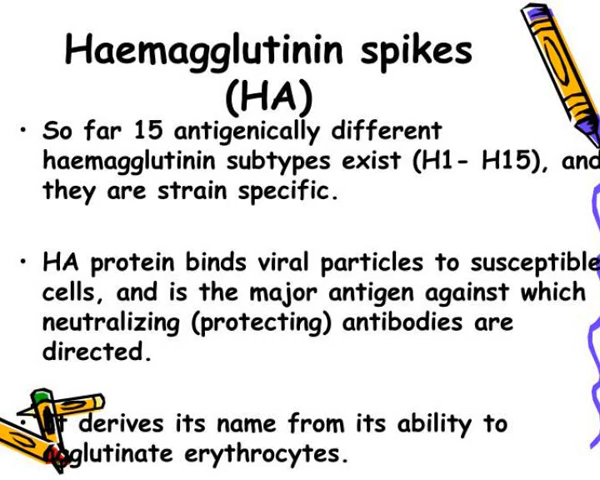 Haemagglutinin spikes
(HA)
• So far 15 antigenically different
haemagglutinin subtypes exist (H1- H15), and
they are strain specific.
• HA protein binds viral particles to susceptible
cells, and is the major antigen against which
neutralizing (protecting) antibodies are
directed.
• It derives its name from its ability to
agglutinate erythrocytes.